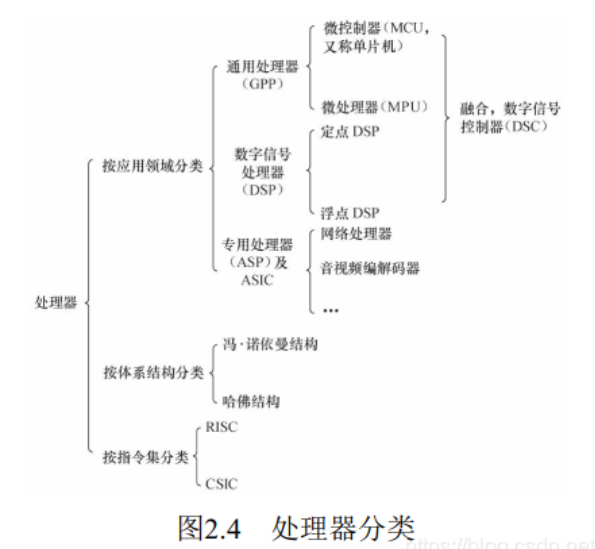 微控制器（MCU，
又称单片机）
通用处理器
（GPP）
微处理器（MPU）
融合，数字信号
控制器（DSC）
定点 DSP
数字信号
处理器
（DSP）
按应用领域分类
浮点 DSP
网络处理器
专用处理器
（ASP）及
ASIC
音视频编解码器
…
处理器
冯·诺依曼结构
按体系结构分类
哈佛结构
RISC
按指令集分类
CSIC
图2.4 处理器分类
https://blog.csdn.net